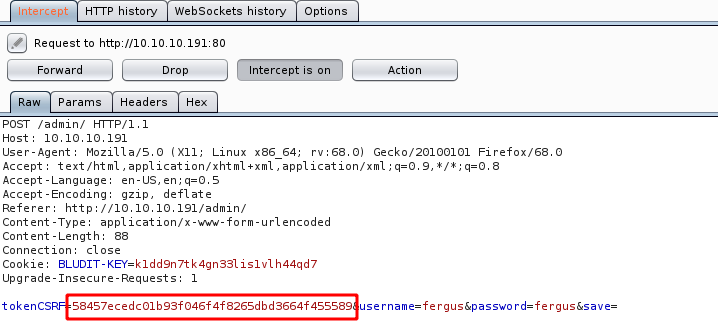 Intercept HTTP history WebSockets history Options
Request to http://10.10.10.191:80
Forward Drop Intercept is on Action
Raw Params Headers Hex
POST /admin/ HTTP/1.1
Host: 10.10.10.191
User-Agent: Mozilla/5.0 (X11; Linux x86_64; rv:68.0) Gecko/20100101 Firefox/68.0
Accept: text/html,application/xhtml+xml,application/xml;q=0.9,*/*;q=0.8
Accept-Language: en-US,en;q=0.5
Accept-Encoding: gzip, deflate
Referer: http://10.10.10.191/admin/
Content-Type: application/x-www-form-urlencoded
Content-Length: 88
Connection: close
Cookie: BLUDIT-KEY=k1dd9n7tk4gn33lis1vlh44qd7
Upgrade-Insecure-Requests: 1
tokenCSRF=58457ecedc01b93f046f4f8265dbd3664f455589&username=fergus&password=fergus&save=